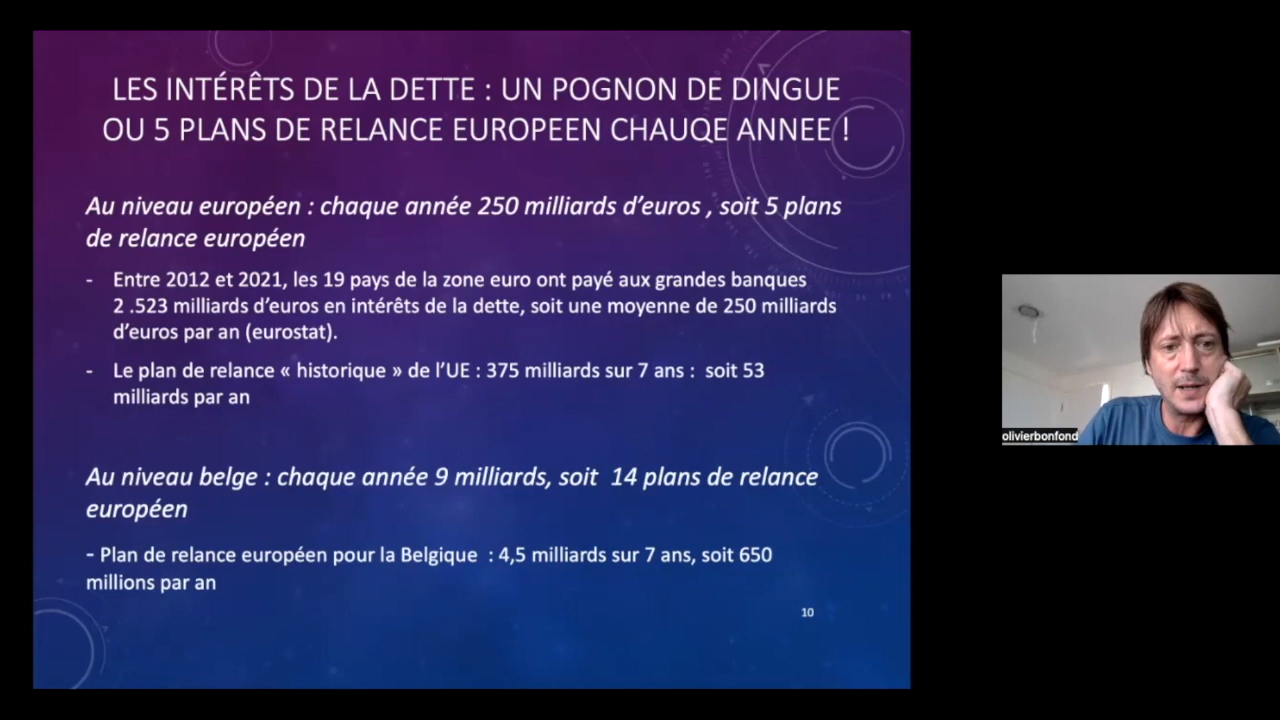 LES INTÉRÊTS DE LA DETTE : UN POGNON DE DINGUE
OU 5 PLANS DE RELANCE EUROPEEN CHAUQE ANNEE !
Au niveau européen : chaque année 250 milliards d’euros , soit 5 plans
de relance européen
- Entre 2012 et 2021, les 19 pays de la zone euro ont payé aux grandes banques
2 .523 milliards d’euros en intérêts de la dette, soit une moyenne de 250 milliards
d’euros par an (eurostat).
- Le plan de relance « historique » de l’UE : 375 milliards sur 7 ans : soit 53
milliards par an
Au niveau belge : chaque année 9 milliards, soit 14 plans de relance
européen
- Plan de relance européen pour la Belgique : 4,5 milliards sur 7 ans, soit 650
millions par an
10
olivierbonfond